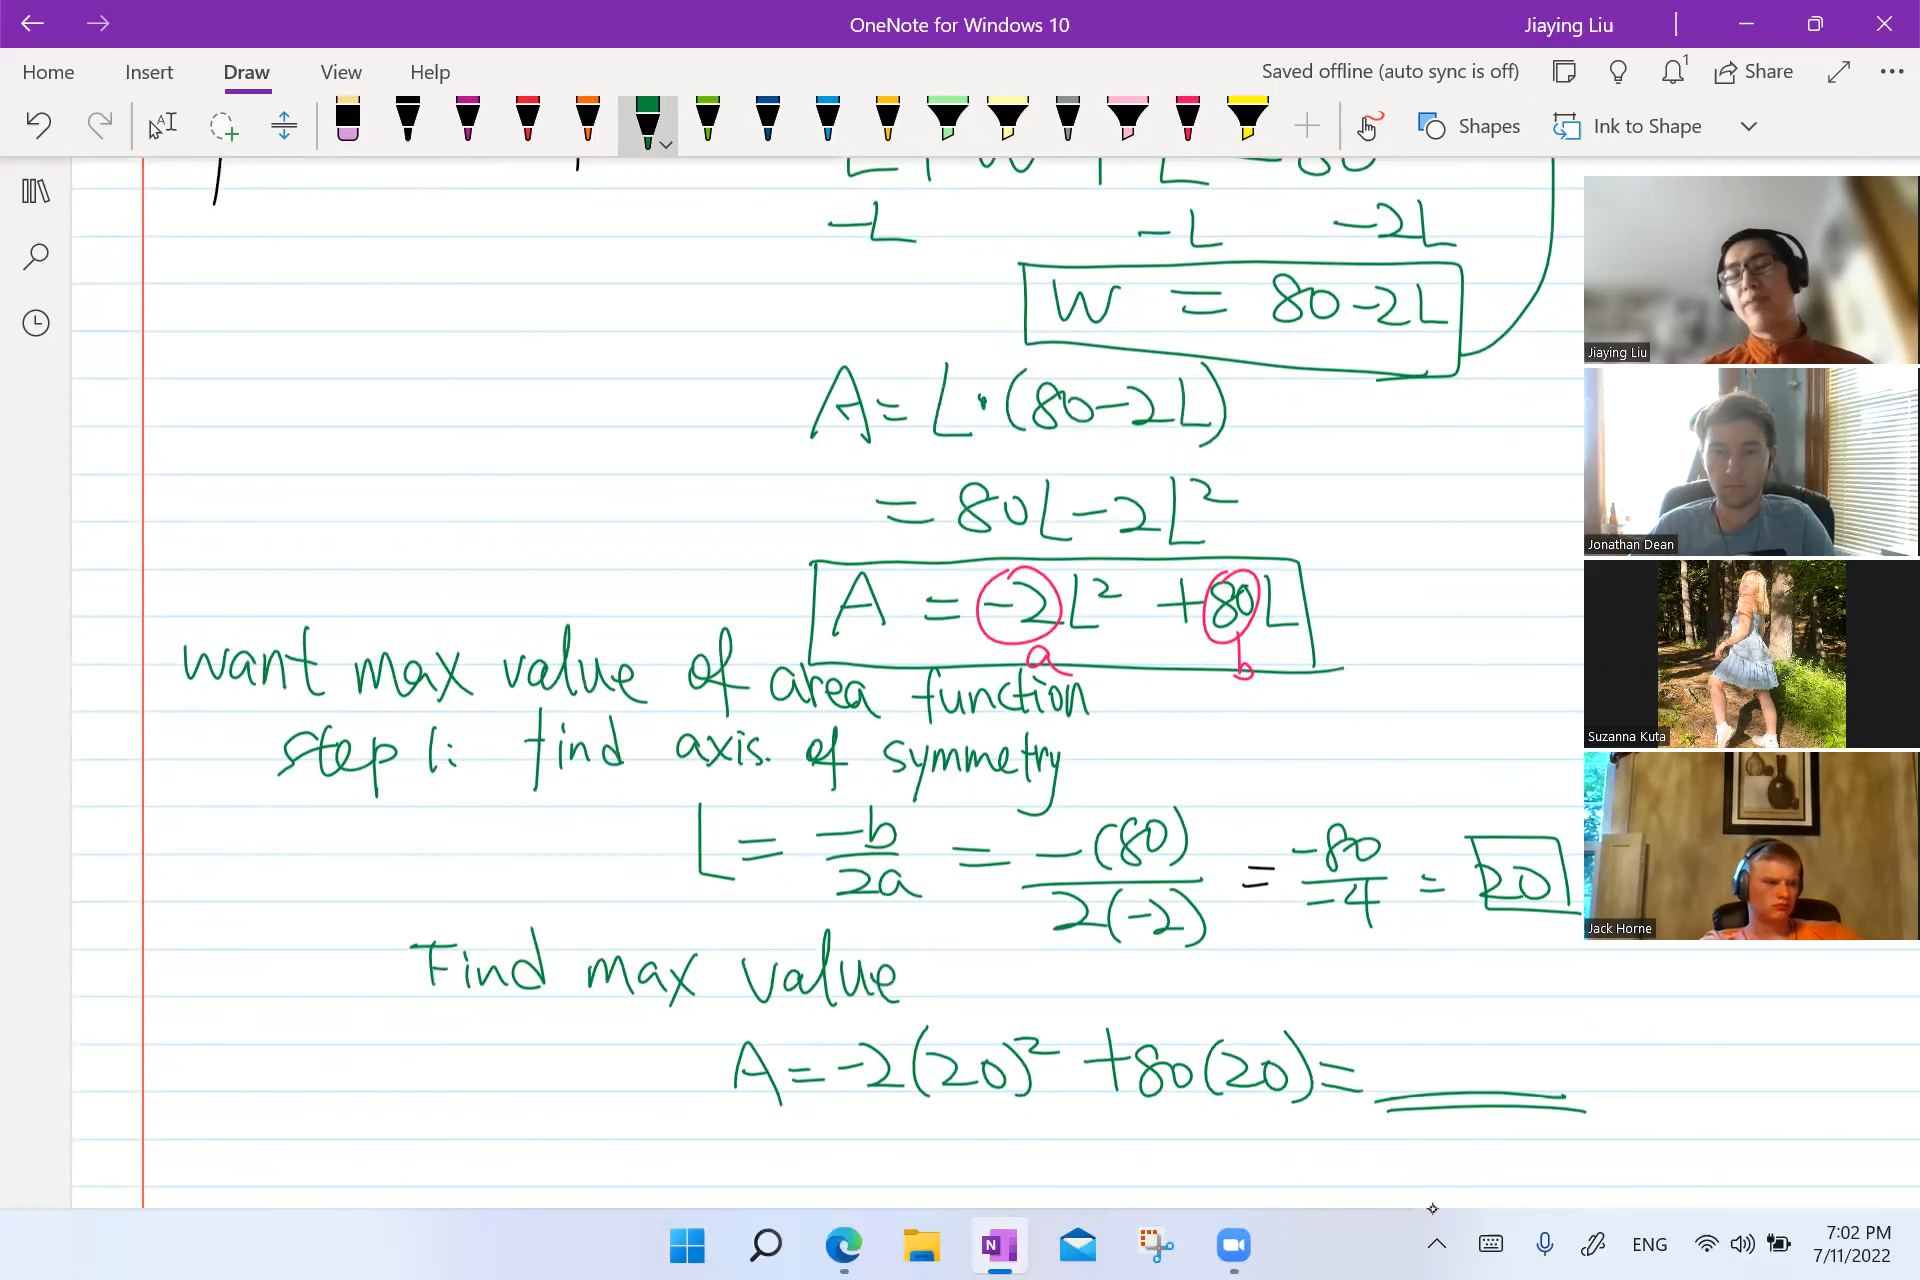 OneNote for Windows 10
Jiaying Liu
Home Insert Draw View Help
Saved offline (auto sync is off)
1
Share
Shapes
Ink to Shape
-L -L -2L
W = 80-2L
A = L·(80-2L)
= 80L-2L²
A = -2L² +80L
a b
want max value of area function
step 1: find axis of symmetry
L = -b/2a = -(80)/2(-2) = -80/-4 = 20
Find max value
A = -2(20)² +80(20) =
Jiaying Liu
Jonathan Dean
Suzanna Kuta
Jack Horne
ENG
7:02 PM
7/11/2022